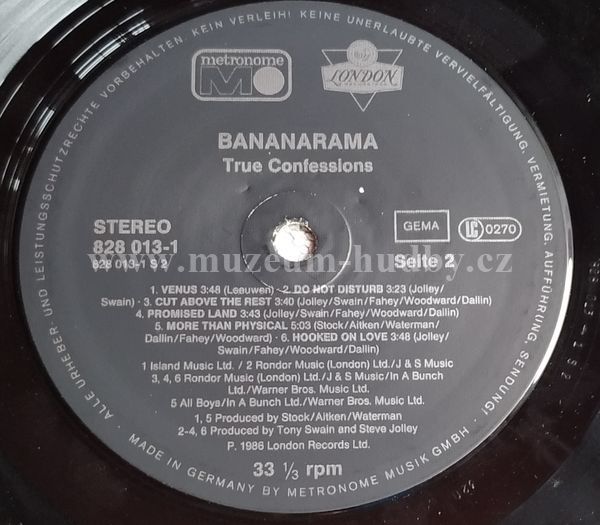 ALLE URHEBER- UND LEISTUNGSSCHUTZRECHTE VORBEHALTEN. KEIN VERLEIH! KEINE UNERLAUBTE VERVIELFÄLTIGUNG, VERMIETUNG, AUFFÜHRUNG, SENDUNG!
metronome
LONDON
BANANARAMA
True Confessions
STEREO
828 013-1
828 013-1 S 2
GEMA
LC 0270
Seite 2
www.muzeum-hudby.cz
1. VENUS 3:48 (Leeuwen) · 2. DO NOT DISTURB 3:23 (Jolley/
Swain) · 3. CUT ABOVE THE REST 3:40 (Jolley/Swain/Fahey/Woodward/Dallin)
4. PROMISED LAND 3:43 (Jolley/Swain/Fahey/Woodward/Dallin)
5. MORE THAN PHYSICAL 5:03 (Stock/Aitken/Waterman/
Dallin/Fahey/Woodward) · 6. HOOKED ON LOVE 3:48 (Jolley/
Swain/Fahey/Woodward/Dallin)
1 Island Music Ltd. / 2 Rondor Music (London) Ltd./J & S Music
3, 4, 6 Rondor Music (London) Ltd./J & S Music/In A Bunch
Ltd./Warner Bros. Music Ltd.
5 All Boys/In A Bunch Ltd./Warner Bros. Music Ltd.
1, 5 Produced by Stock/Aitken/Waterman
2-4, 6 Produced by Tony Swain and Steve Jolley
P. 1986 London Records Ltd.
33 1/3 rpm
MADE IN GERMANY BY METRONOME MUSIK GMBH